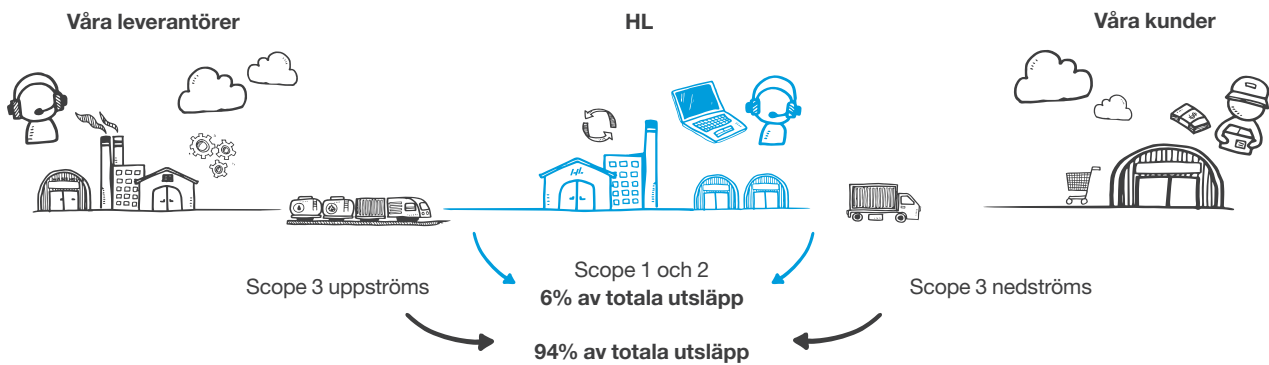 Våra leverantörer
HL
Våra kunder
HL
Scope 3 uppströms
Scope 1 och 2
6% av totala utsläpp
Scope 3 nedströms
94% av totala utsläpp